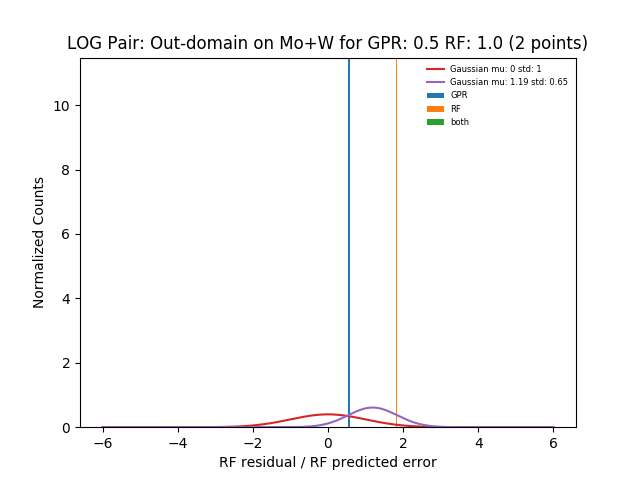 LOG Pair: Out-domain on Mo+W for GPR: 0.5 RF: 1.0 (2 points)
Gaussian mu: 0 std: 1
Gaussian mu: 1.19 std: 0.65
GPR
RF
both
Normalized Counts
10
8
6
4
2
0
−6 −4 −2 0 2 4 6
RF residual / RF predicted error